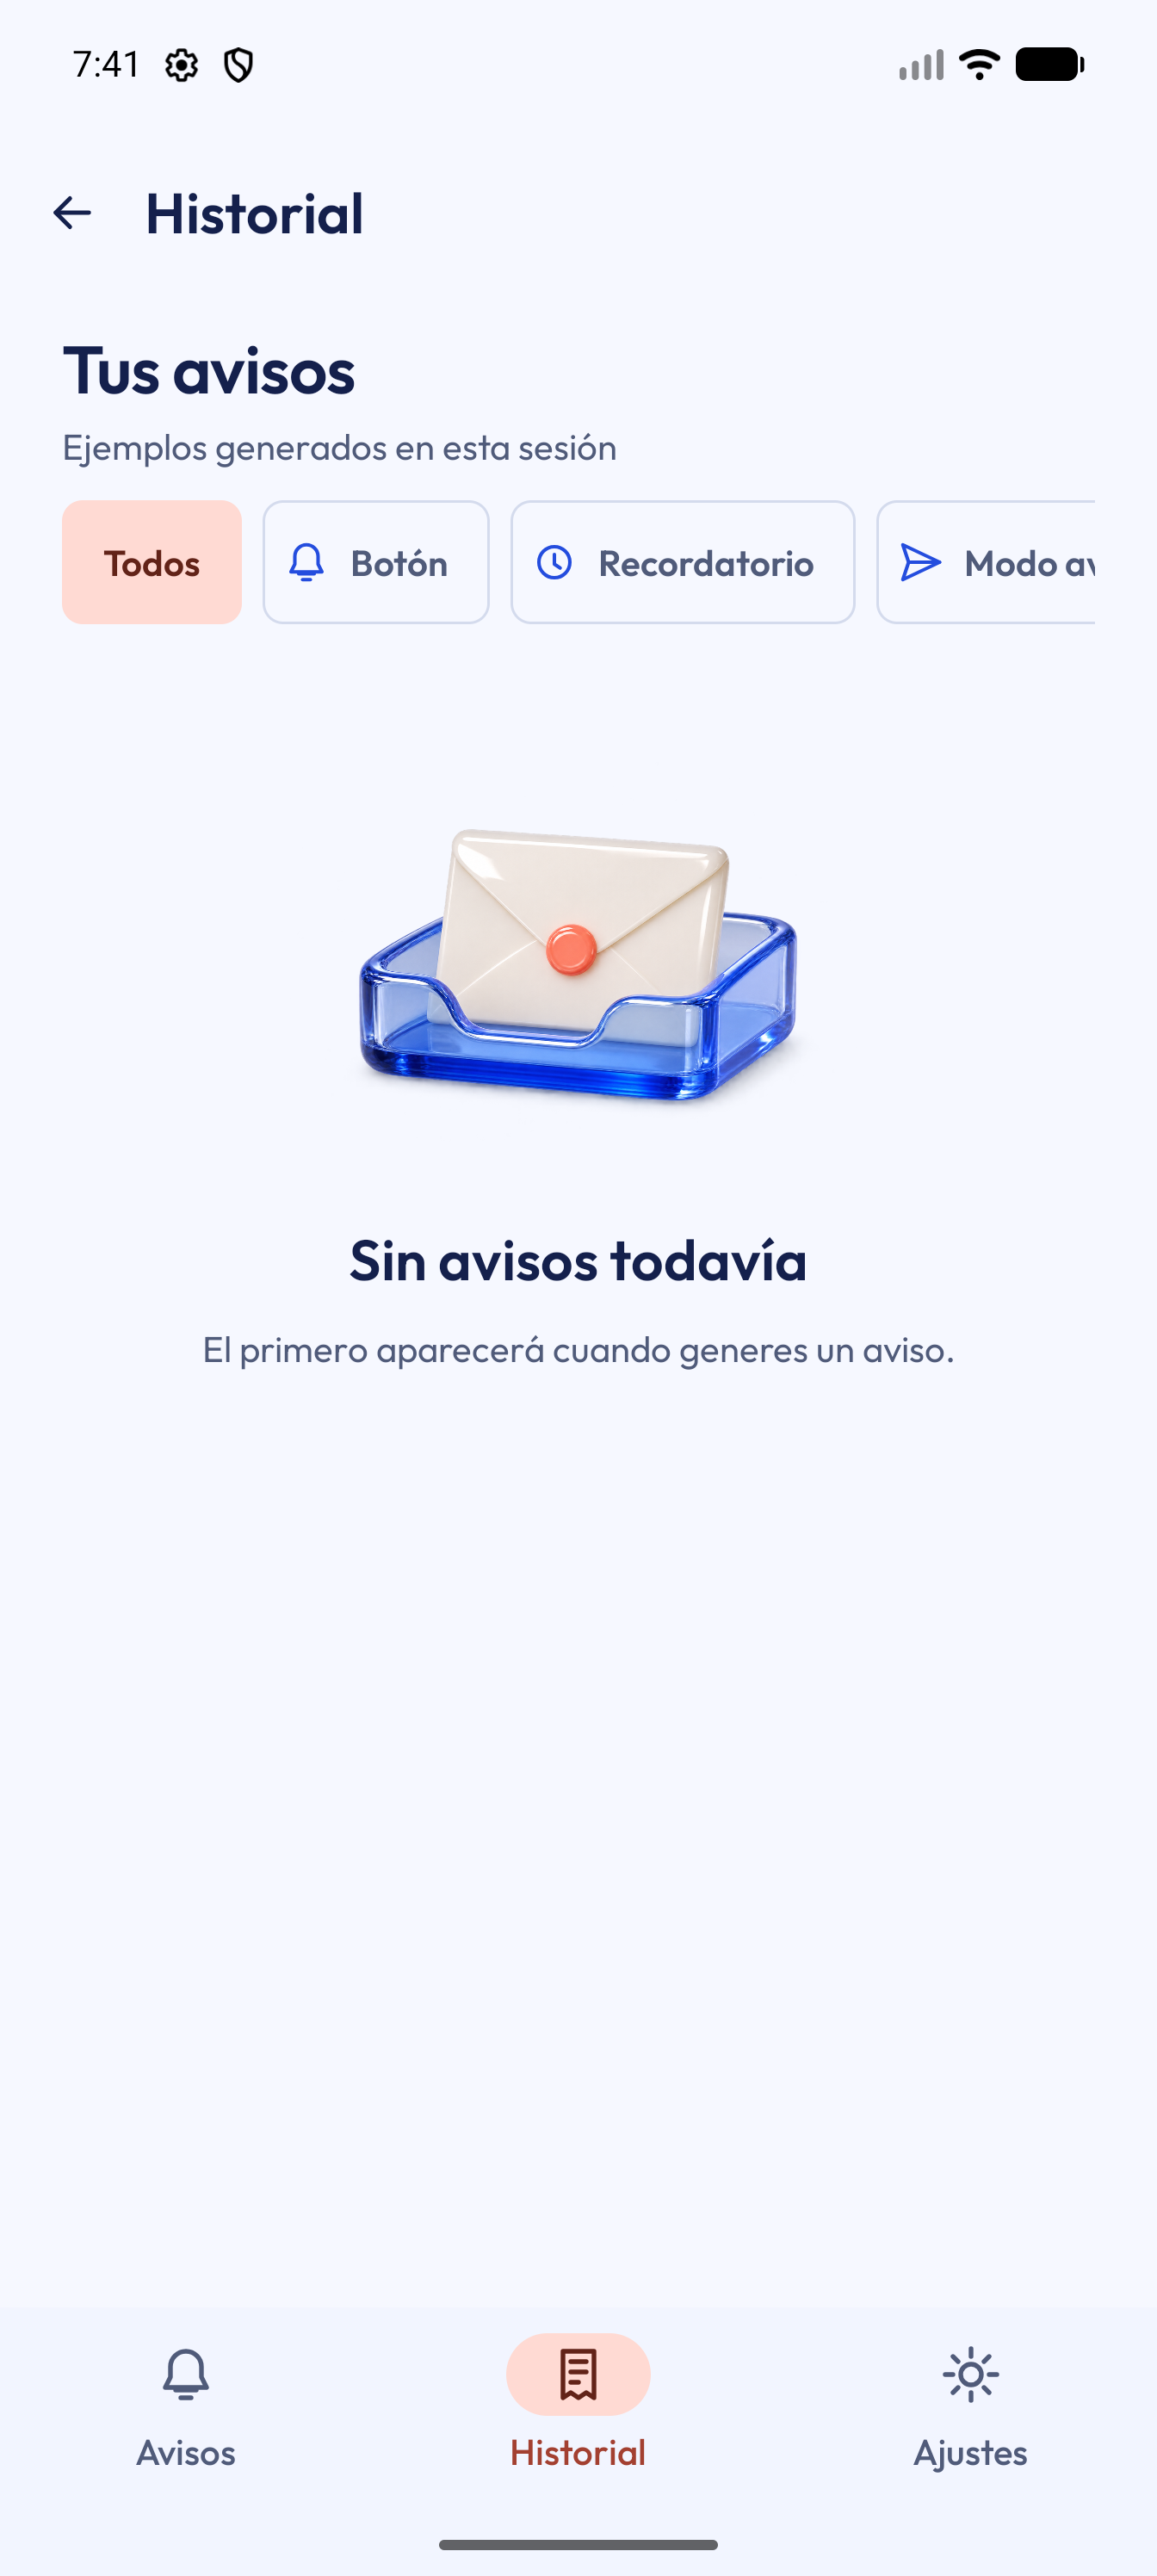 7:41
Historial
Tus avisos
Ejemplos generados en esta sesión
Todos
Botón
Recordatorio
Modo
Sin avisos todavía
El primero aparecerá cuando generes un aviso.
Avisos
Historial
Ajustes